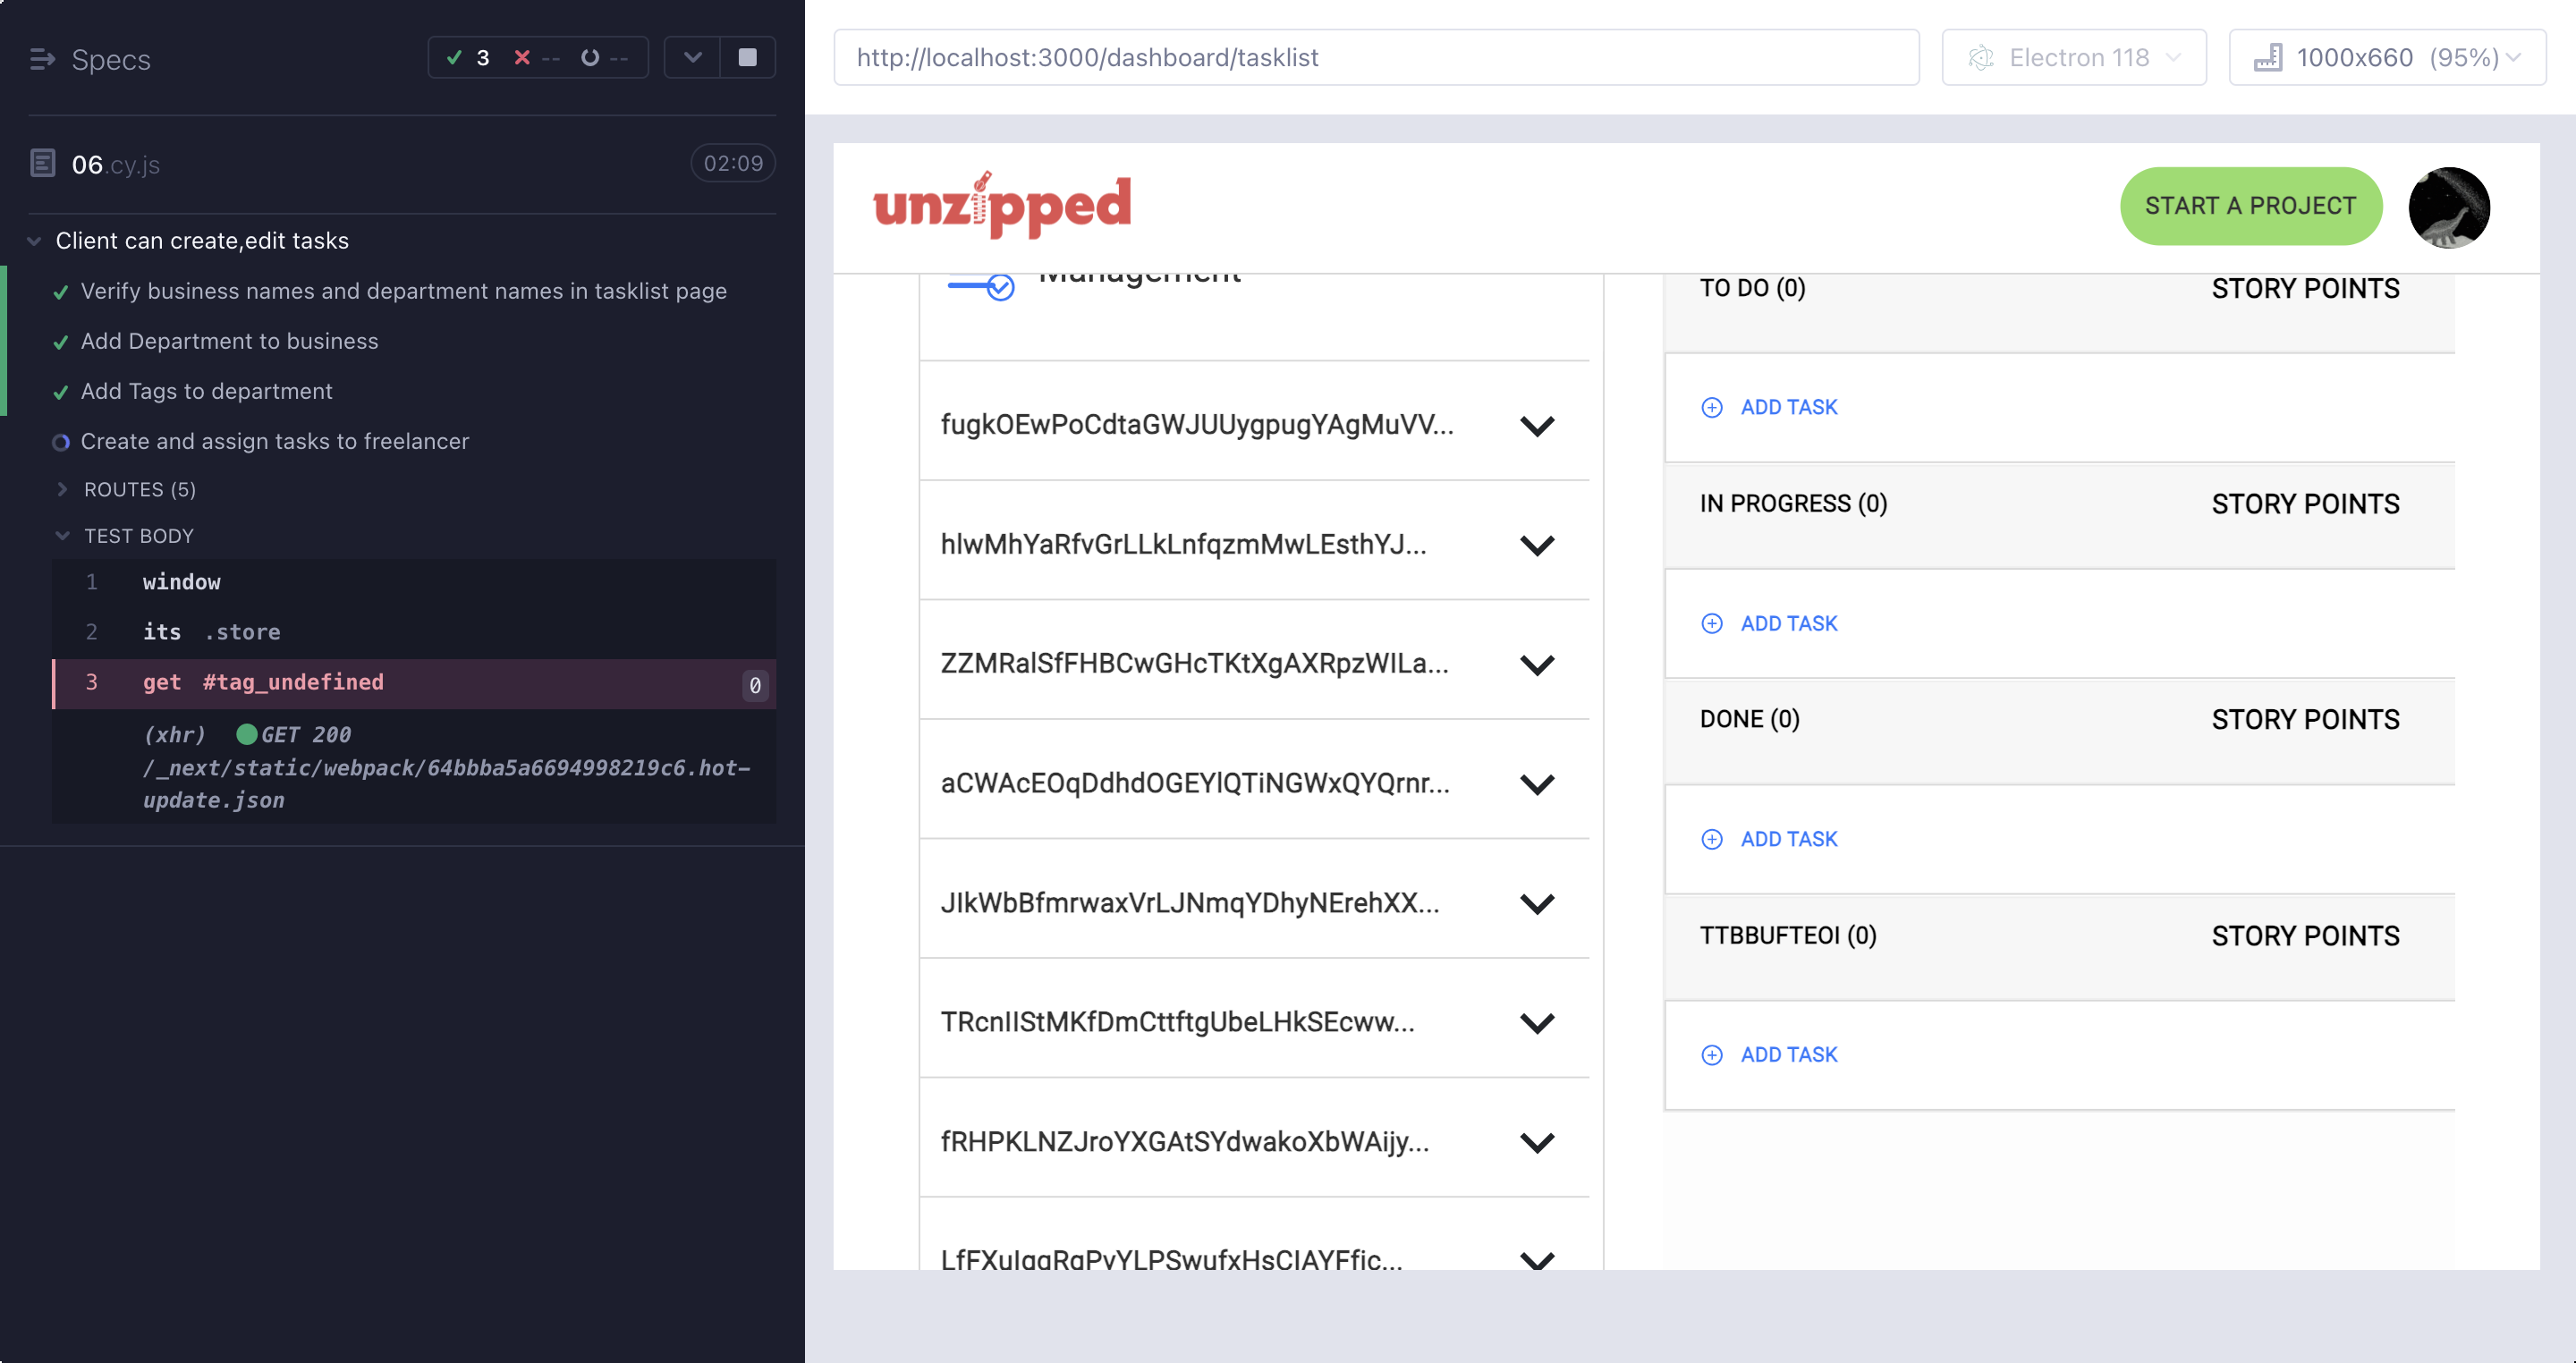 Specs
3 -- --
06.cy.js
02:09
Client can create,edit tasks
Verify business names and department names in tasklist page
Add Department to business
Add Tags to department
Create and assign tasks to freelancer
ROUTES (5)
TEST BODY
1 window
2 its .store
3 get #tag_undefined 0
(xhr) GET 200
/_next/static/webpack/64bbba5a6694998219c6.hot-
update.json
http://localhost:3000/dashboard/tasklist
Electron 118
1000x660 (95%)
unzipped
START A PROJECT
Management
fugkOEwPoCdtaGWJUUygpugYAgMuVV...
hlwMhYaRfvGrLLkLnfqzmMwLEsthYJ...
ZZMRalSfFHBCwGHcTKtXgAXRpzWILa...
aCWAcEOqDdhdOGEYlQTiNGWxQYQrnr...
JIkWbBfmrwaxVrLJNmqYDhyNErehXX...
TRcnIIStMKfDmCttftgUbeLHkSEcww...
fRHPKLNZJroYXGAtSYdwakoXbWAijy...
TO DO (0) STORY POINTS
ADD TASK
IN PROGRESS (0) STORY POINTS
ADD TASK
DONE (0) STORY POINTS
ADD TASK
TTBBUFTEOI (0) STORY POINTS
ADD TASK